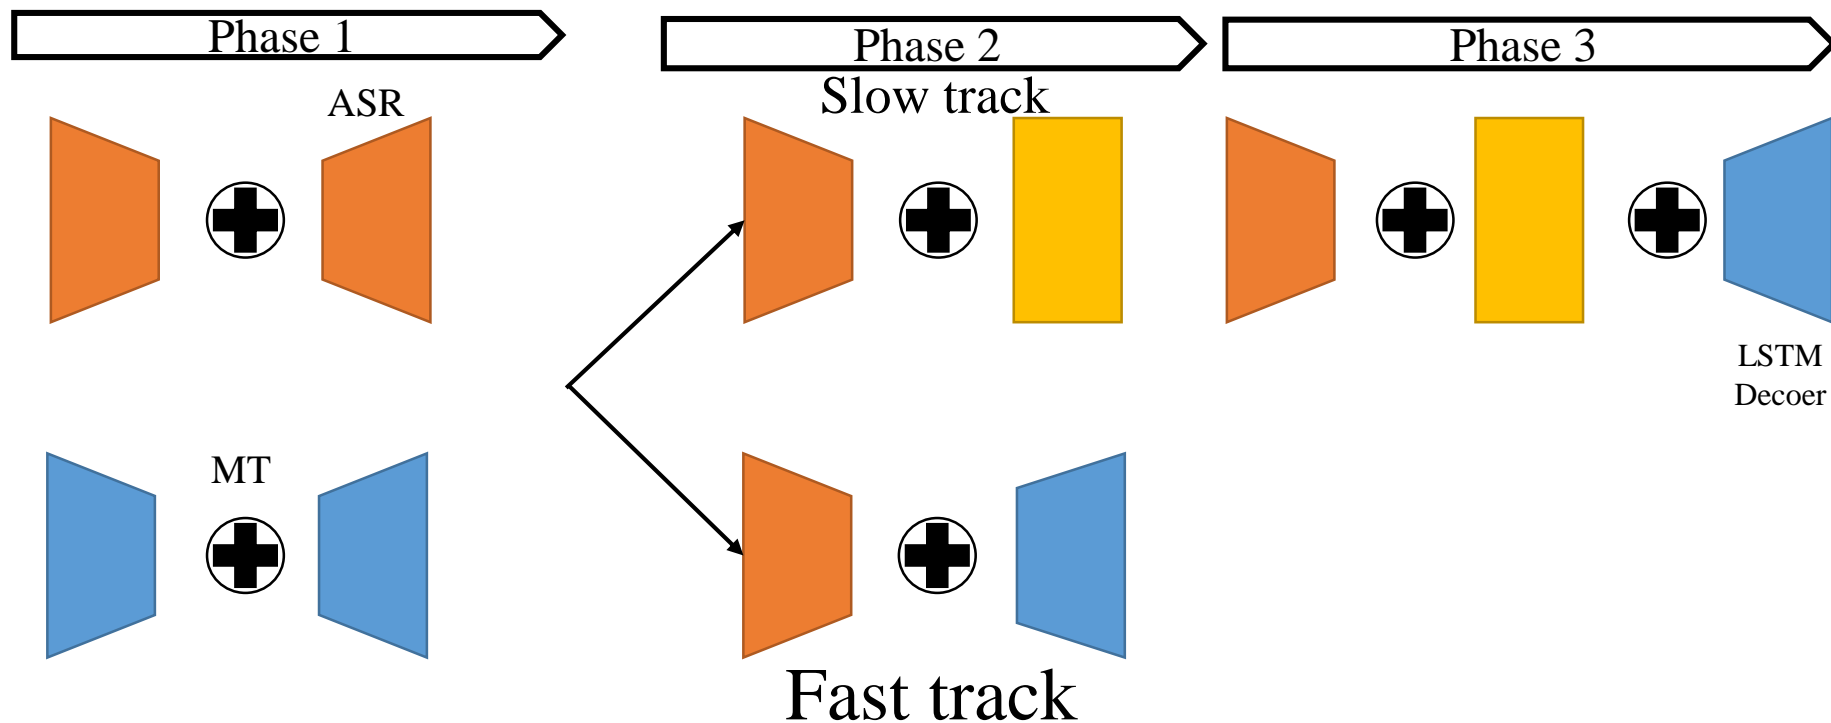 Phase 1
Phase 2
Phase 3
Slow track
ASR
LSTM
Decoer
MT
Fast track